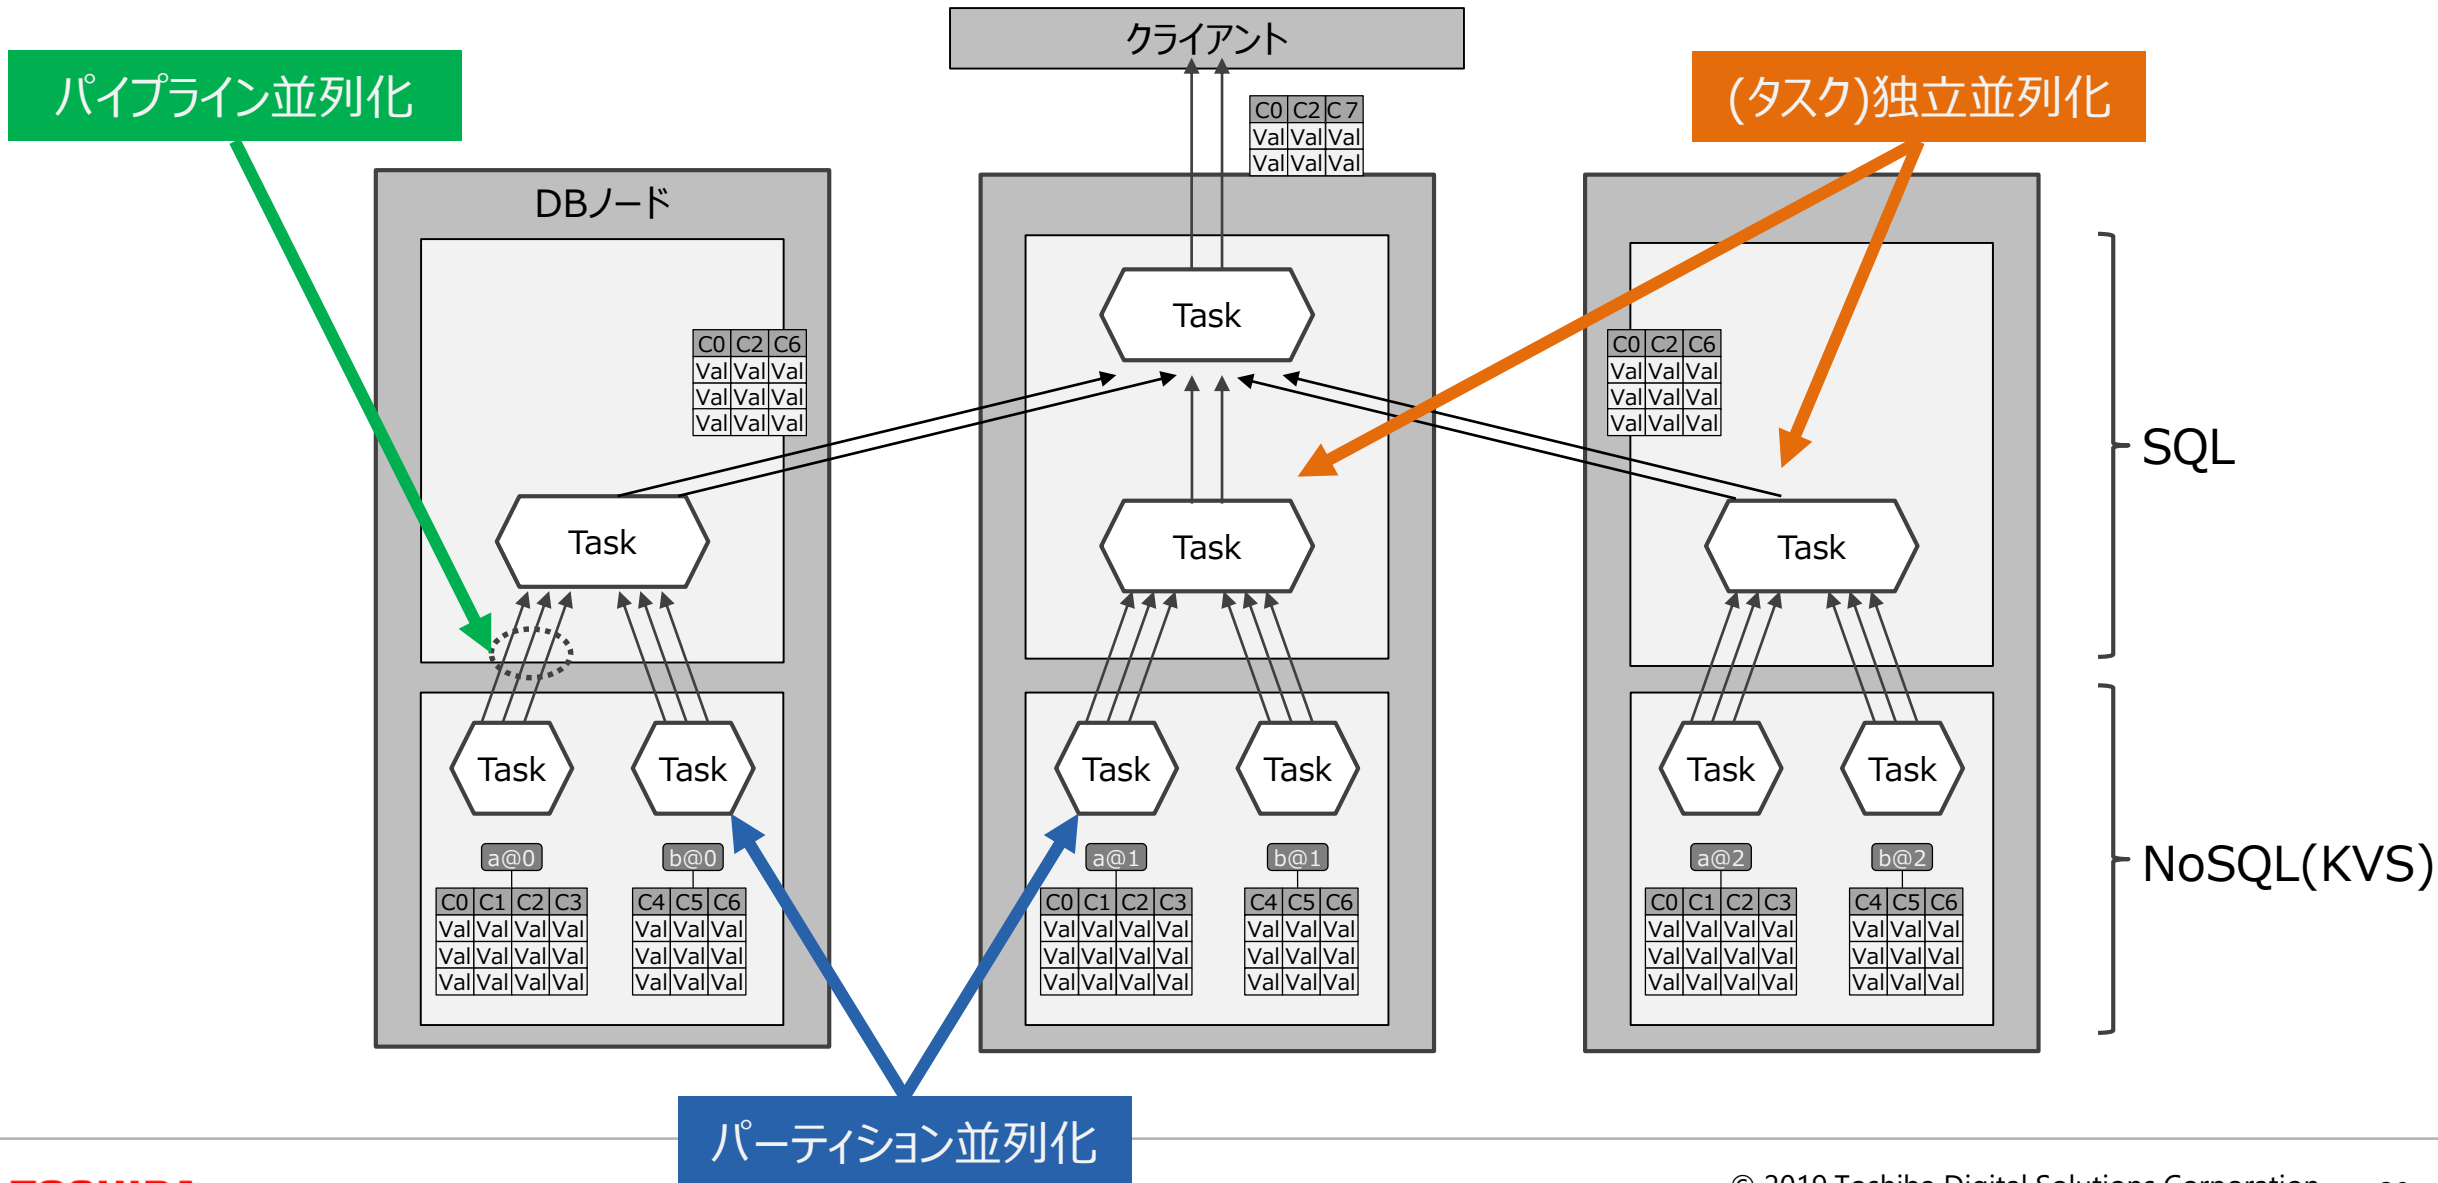 クライアント
パイプライン並列化
(タスク)独立並列化
C0 C2 C7
Val Val Val
Val Val Val
DBノード
Task
C0 C2 C6
Val Val Val
Val Val Val
Val Val Val
C0 C2 C6
Val Val Val
Val Val Val
Val Val Val
SQL
Task
Task
Task
Task
Task
Task
Task
Task
Task
a@0
b@0
a@1
b@1
a@2
b@2
NoSQL(KVS)
C0 C1 C2 C3
Val Val Val Val
Val Val Val Val
Val Val Val Val
C4 C5 C6
Val Val Val
Val Val Val
Val Val Val
C0 C1 C2 C3
Val Val Val Val
Val Val Val Val
Val Val Val Val
C4 C5 C6
Val Val Val
Val Val Val
Val Val Val
C0 C1 C2 C3
Val Val Val Val
Val Val Val Val
Val Val Val Val
C4 C5 C6
Val Val Val
Val Val Val
Val Val Val
パーティション並列化
© 2019 Toshiba Digital Solutions Corporation